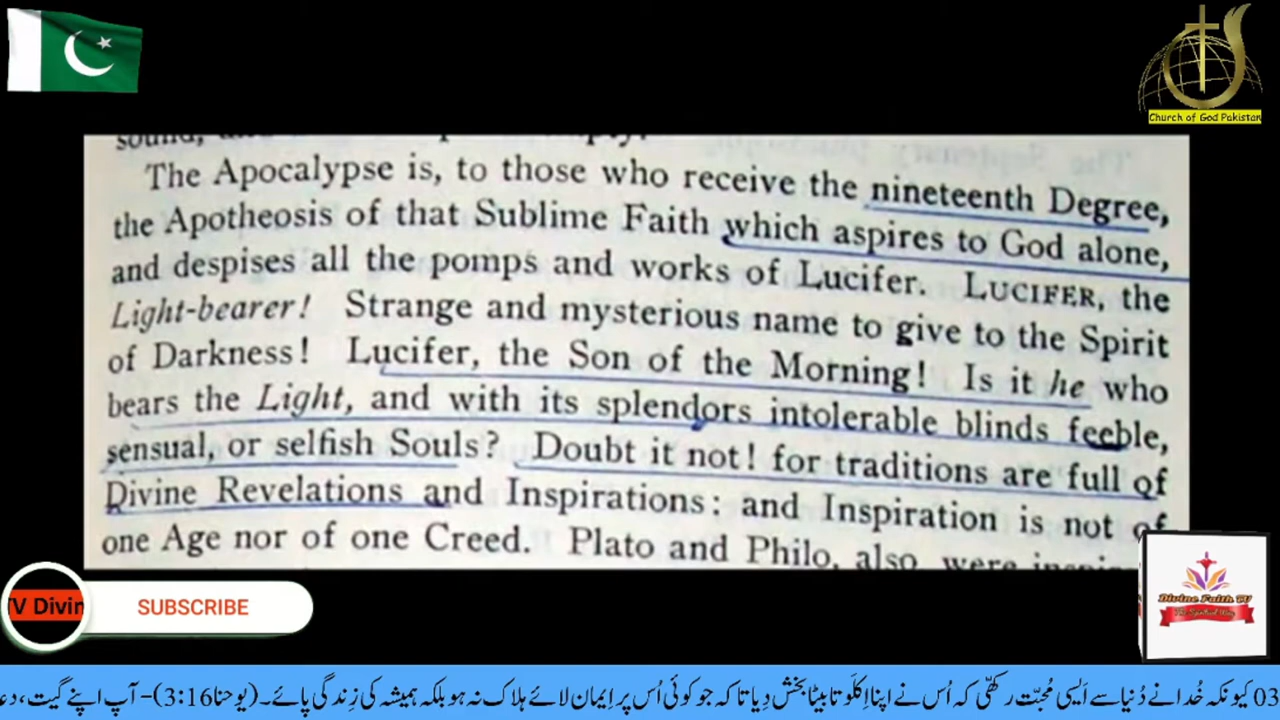 Church of God Pakistan
sound,
The Apocalypse is, to those who receive the nineteenth Degree,
the Apotheosis of that Sublime Faith which aspires to God alone,
and despises all the pomps and works of Lucifer. LUCIFER, the
Light-bearer! Strange and mysterious name to give to the Spirit
of Darkness! Lucifer, the Son of the Morning! Is it he who
bears the Light, and with its splendors intolerable blinds feeble,
sensual, or selfish Souls? Doubt it not! for traditions are full of
Divine Revelations and Inspirations: and Inspiration is not of
one Age nor of one Creed. Plato and Philo, also were
TV Divin
SUBSCRIBE
Divine Faith TV
03 کیونکہ خُدا نے دُنیا سے اَیسی مُحبّت رکھّی کہ اُس نے اپنا اِکلَوتا بیٹا بخش دِیا تاکہ جو کوئی اُس پر اِیمان لائے ہلاک نہ ہو بلکہ ہمیشہ کی زِندگی پائے۔ (یوحنا3:16)- آپ اپنے گیت،